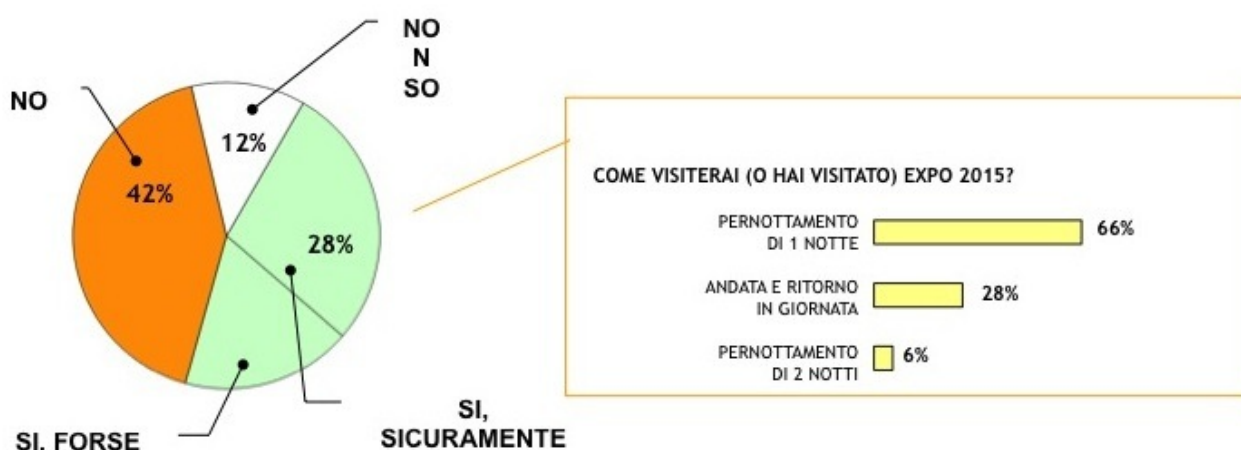 NO
N
SO
NO
12%
42%
28%
SI, FORSE
SI,
SICURAMENTE
COME VISITERAI (O HAI VISITATO) EXPO 2015?
PERNOTTAMENTO
DI 1 NOTTE
66%
ANDATA E RITORNO
IN GIORNATA
28%
PERNOTTAMENTO
DI 2 NOTTI
6%